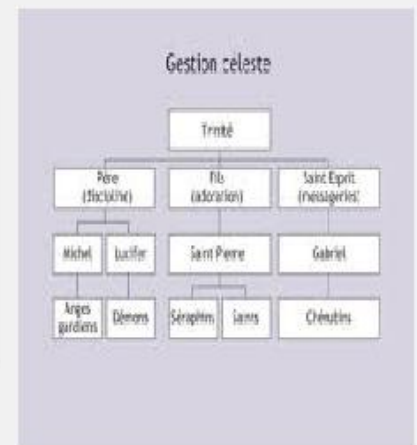 Gestion céleste
Trinité
Père
(discipline)
Fils
(adoration)
Saint Esprit
(messageries)
Michel
Lucifer
Saint Pierre
Gabriel
Anges
gardiens
Démons
Séraphins
Saints
Chérubins